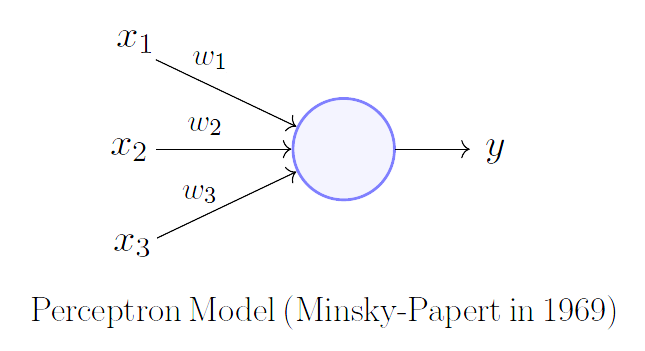 x₁
w₁
w₂
x₂
y
w₃
x₃
Perceptron Model (Minsky-Papert in 1969)